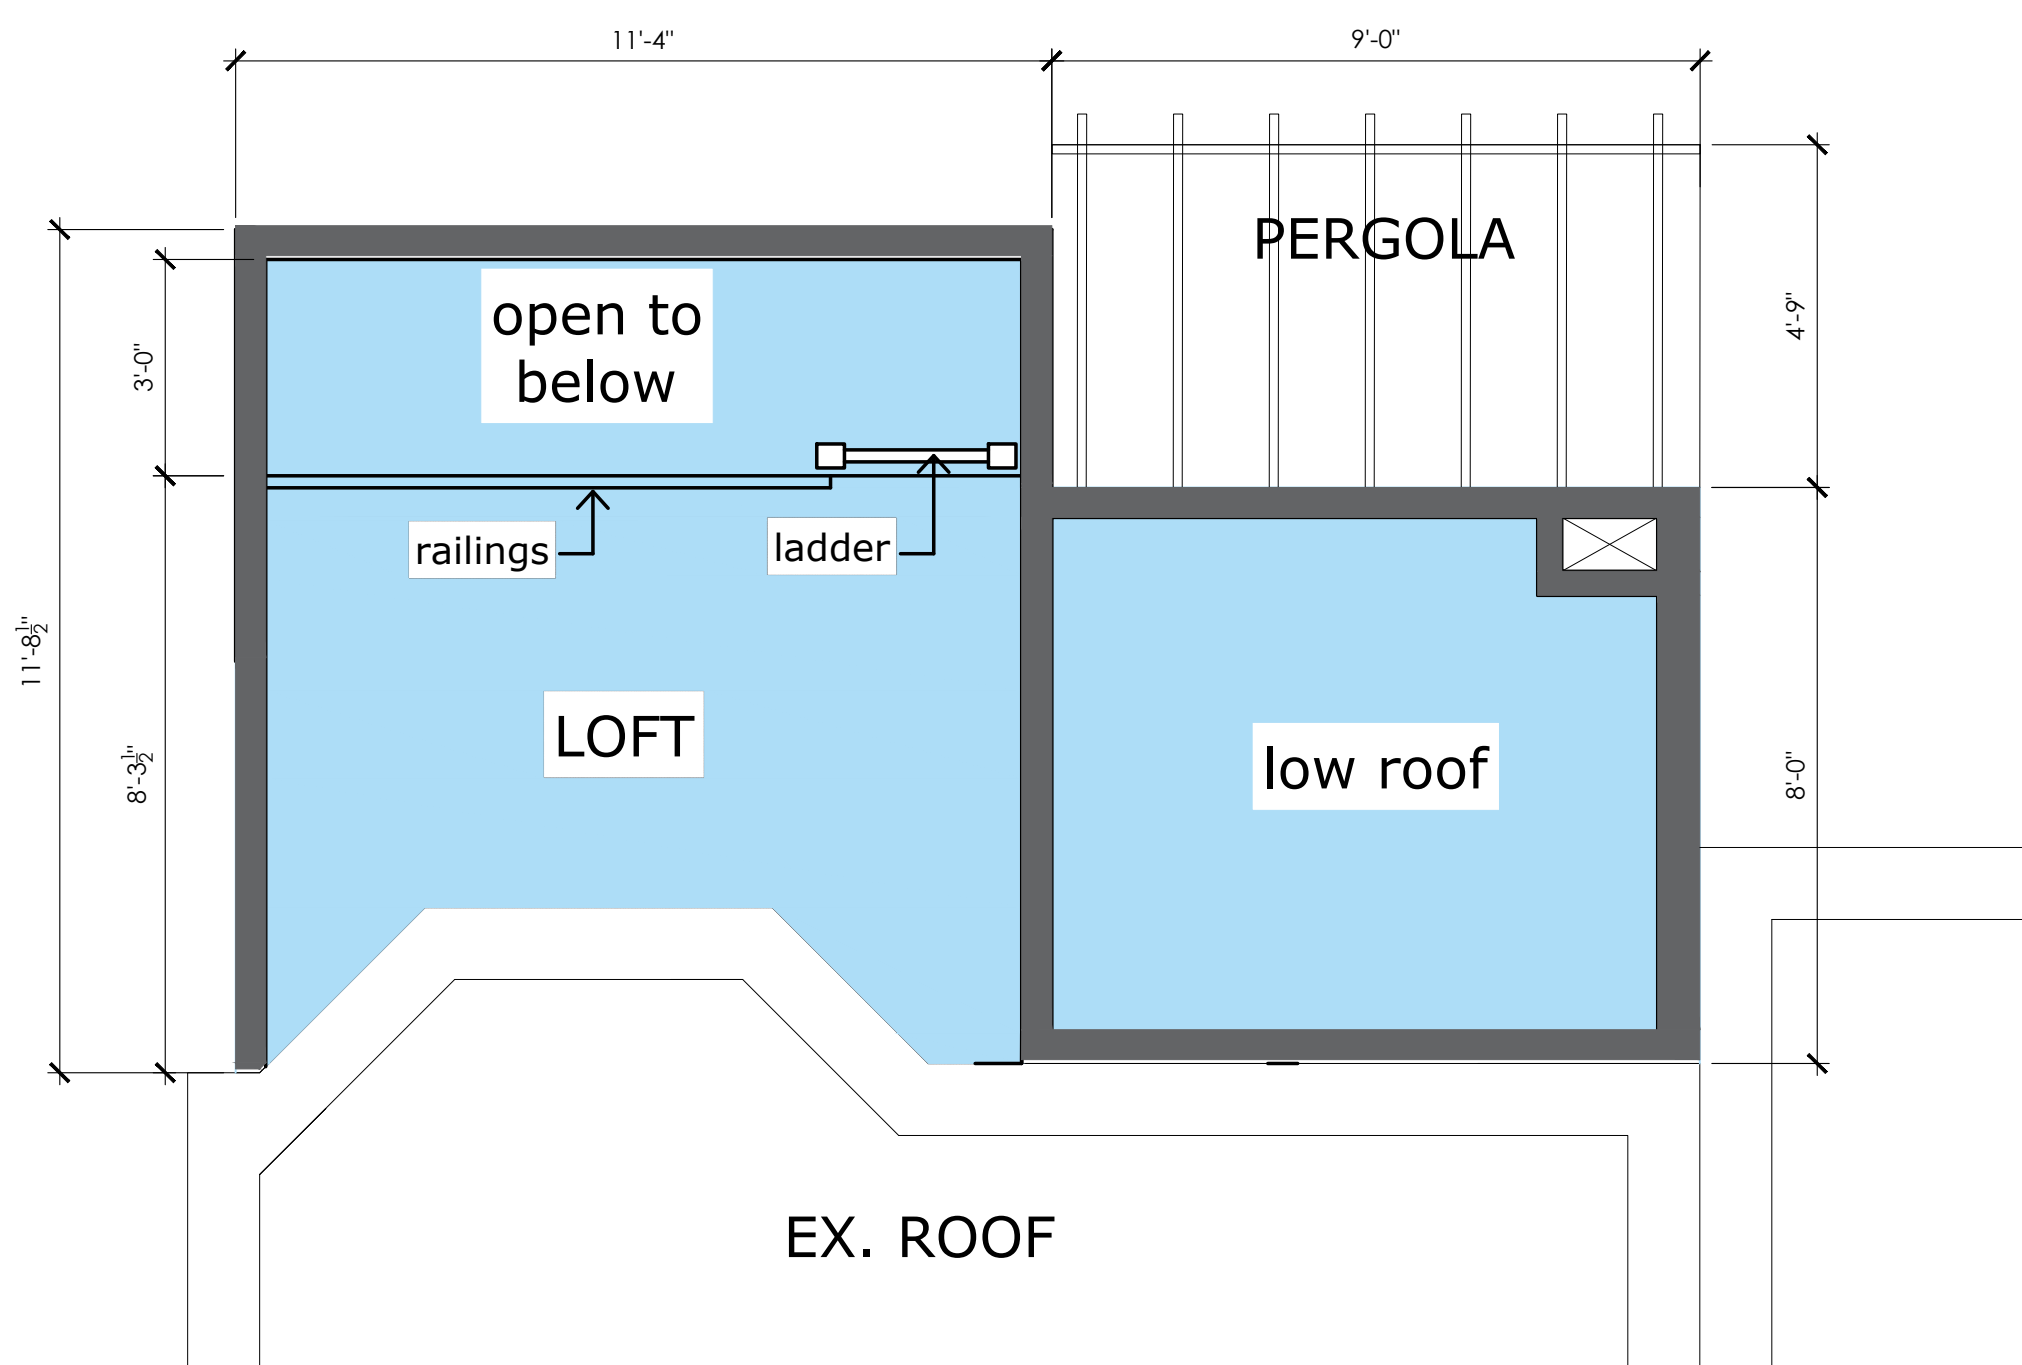 11'-4"
9'-0"
PERGOLA
open to
below
3'-0"
4'-9"
railings
ladder
11'-8½"
8'-3½"
LOFT
low roof
8'-0"
EX. ROOF